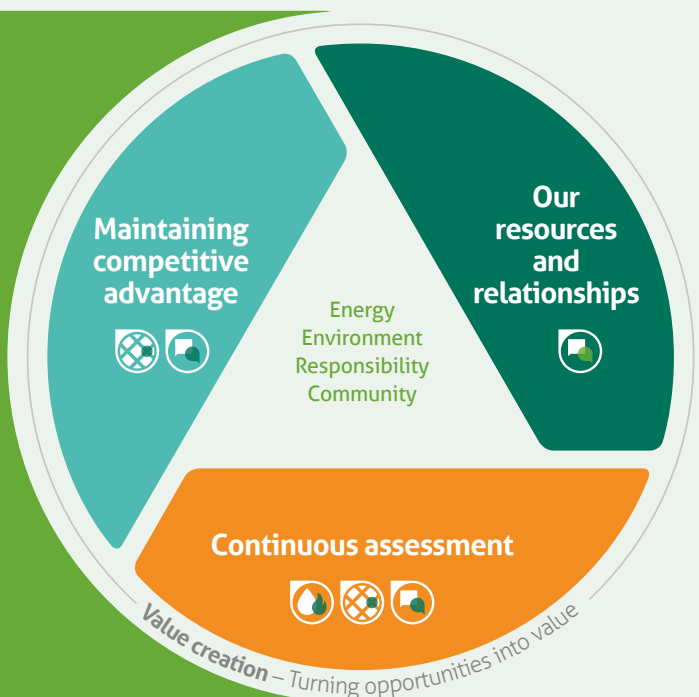 Maintaining
competitive
advantage
Our
resources
and
relationships
Energy
Environment
Responsibility
Community
Continuous assessment
Value creation – Turning opportunities into value